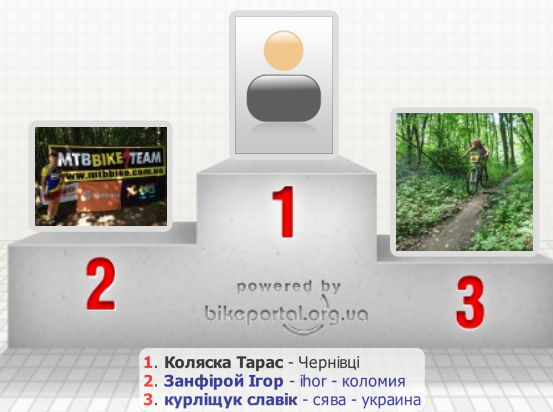 MTBBIKE TEAM
www.mtbbike.com.ua
1
2
3
powered by
bikeportal.org.ua
1. Коляска Тарас - Чернівці
2. Занфірой Ігор - ihor - коломия
3. курліщук славік - сява - украина